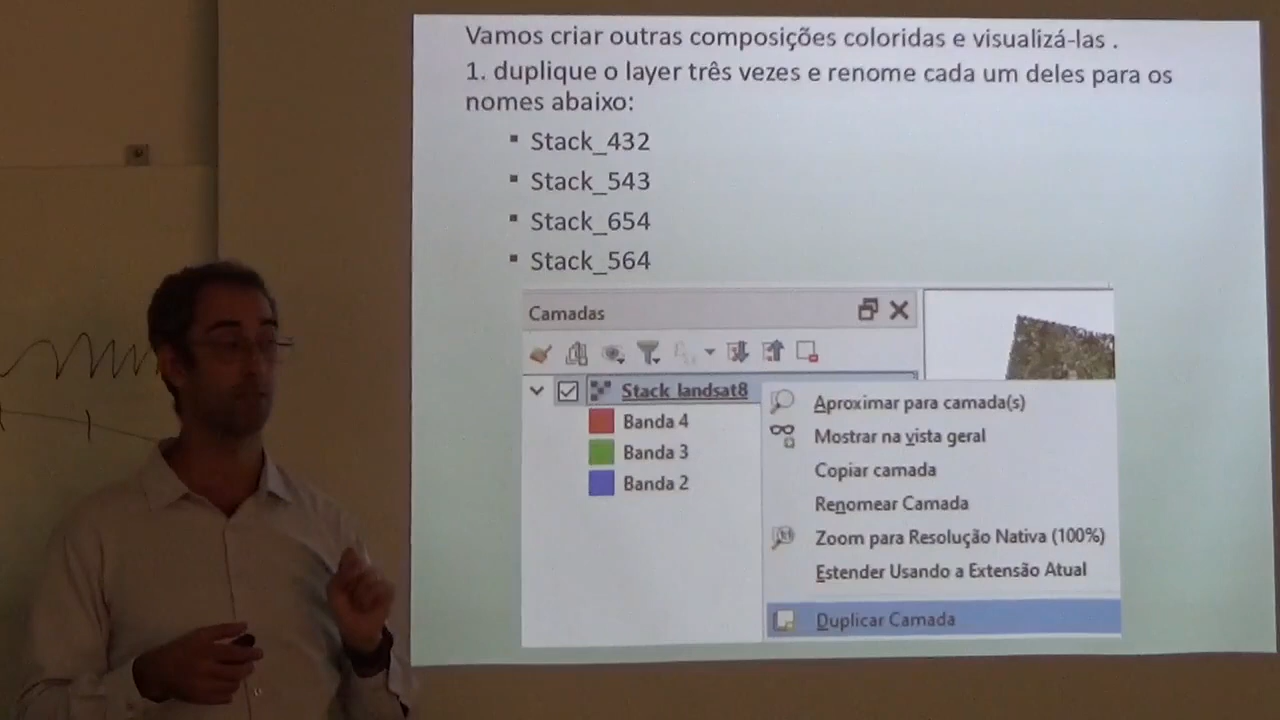 Vamos criar outras composições coloridas e visualizá-las .
1. duplique o layer três vezes e renome cada um deles para os
nomes abaixo:
▪ Stack_432
▪ Stack_543
▪ Stack_654
▪ Stack_564
Camadas
Stack_landsat8
Banda 4
Banda 3
Banda 2
Aproximar para camada(s)
Mostrar na vista geral
Copiar camada
Renomear Camada
Zoom para Resolução Nativa (100%)
Estender Usando a Extensão Atual
Duplicar Camada